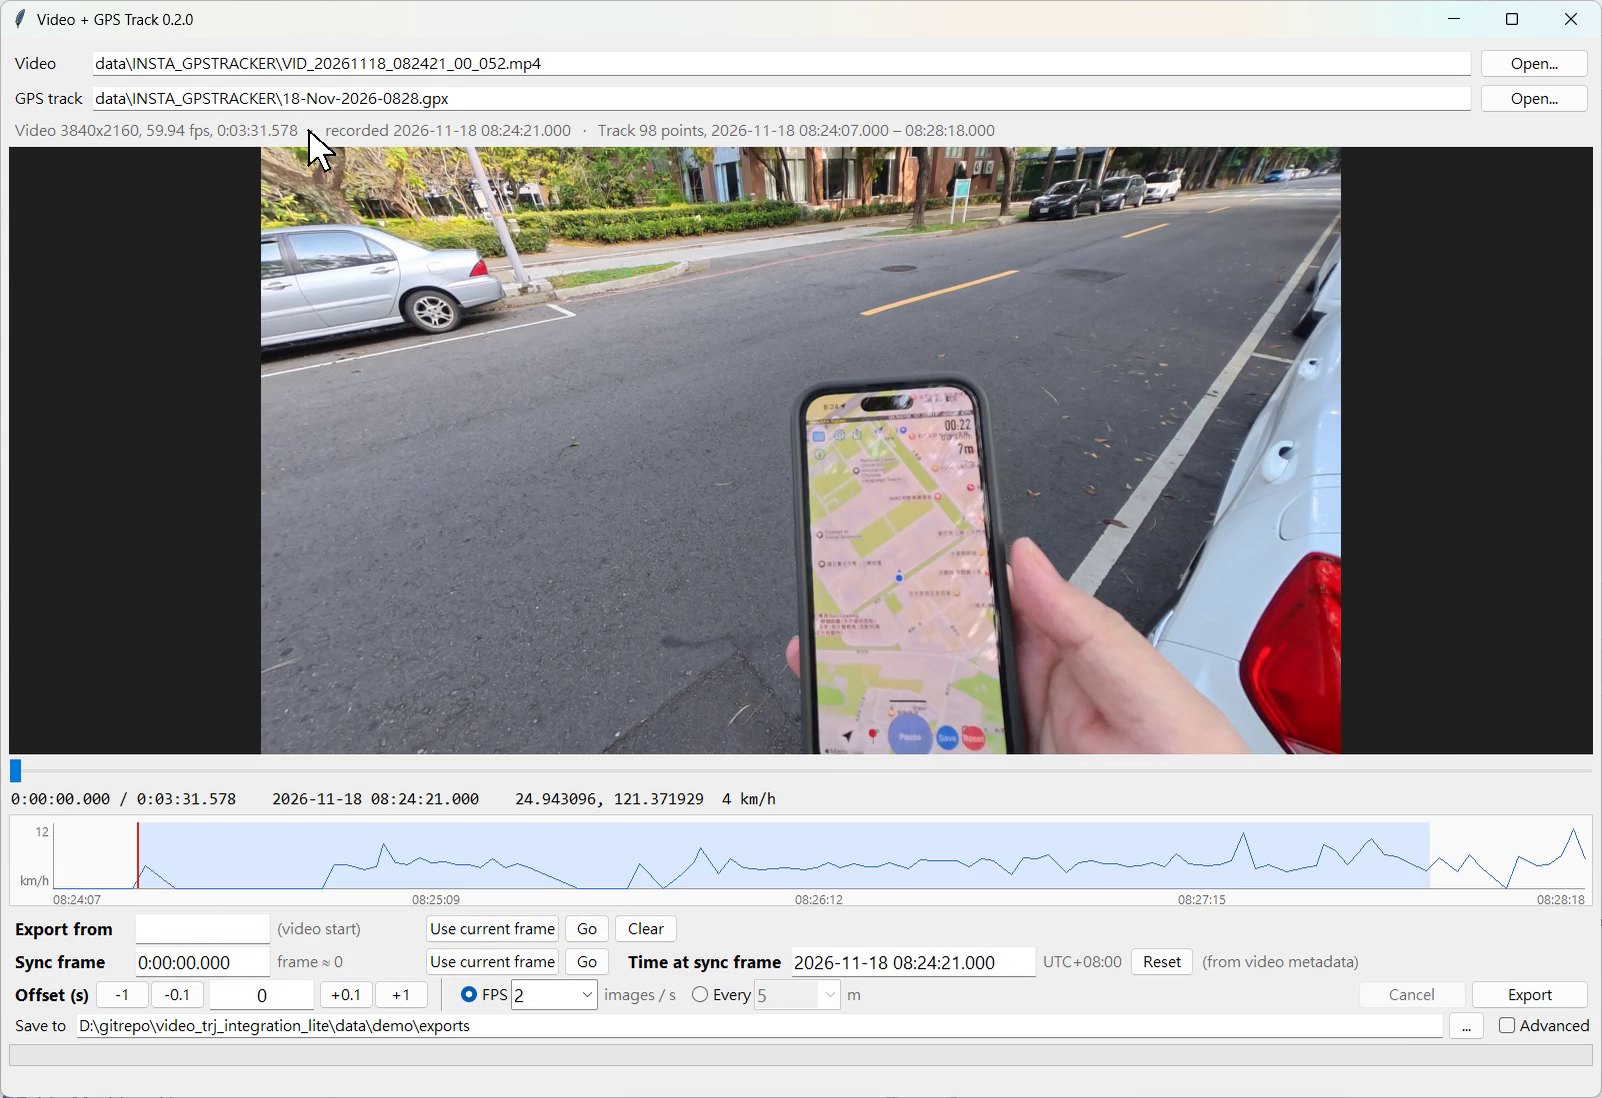 Video + GPS Track 0.2.0
Video data\INSTA_GPSTRACKER\VID_20261118_082421_00_052.mp4 Open...
GPS track data\INSTA_GPSTRACKER\18-Nov-2026-0828.gpx Open...
Video 3840x2160, 59.94 fps, 0:03:31.578 recorded 2026-11-18 08:24:21.000 · Track 98 points, 2026-11-18 08:24:07.000 – 08:28:18.000
8:24
00:22
7m
Pause
Save
Reset
0:00:00.000 / 0:03:31.578 2026-11-18 08:24:21.000 24.943096, 121.371929 4 km/h
12
km/h
08:24:07 08:25:09 08:26:12 08:27:15 08:28:18
Export from (video start) Use current frame Go Clear
Sync frame 0:00:00.000 frame ≈ 0 Use current frame Go Time at sync frame 2026-11-18 08:24:21.000 UTC+08:00 Reset (from video metadata)
Offset (s) -1 -0.1 0 +0.1 +1 FPS 2 images / s Every 5 m Cancel Export
Save to D:\gitrepo\video_trj_integration_lite\data\demo\exports ... Advanced